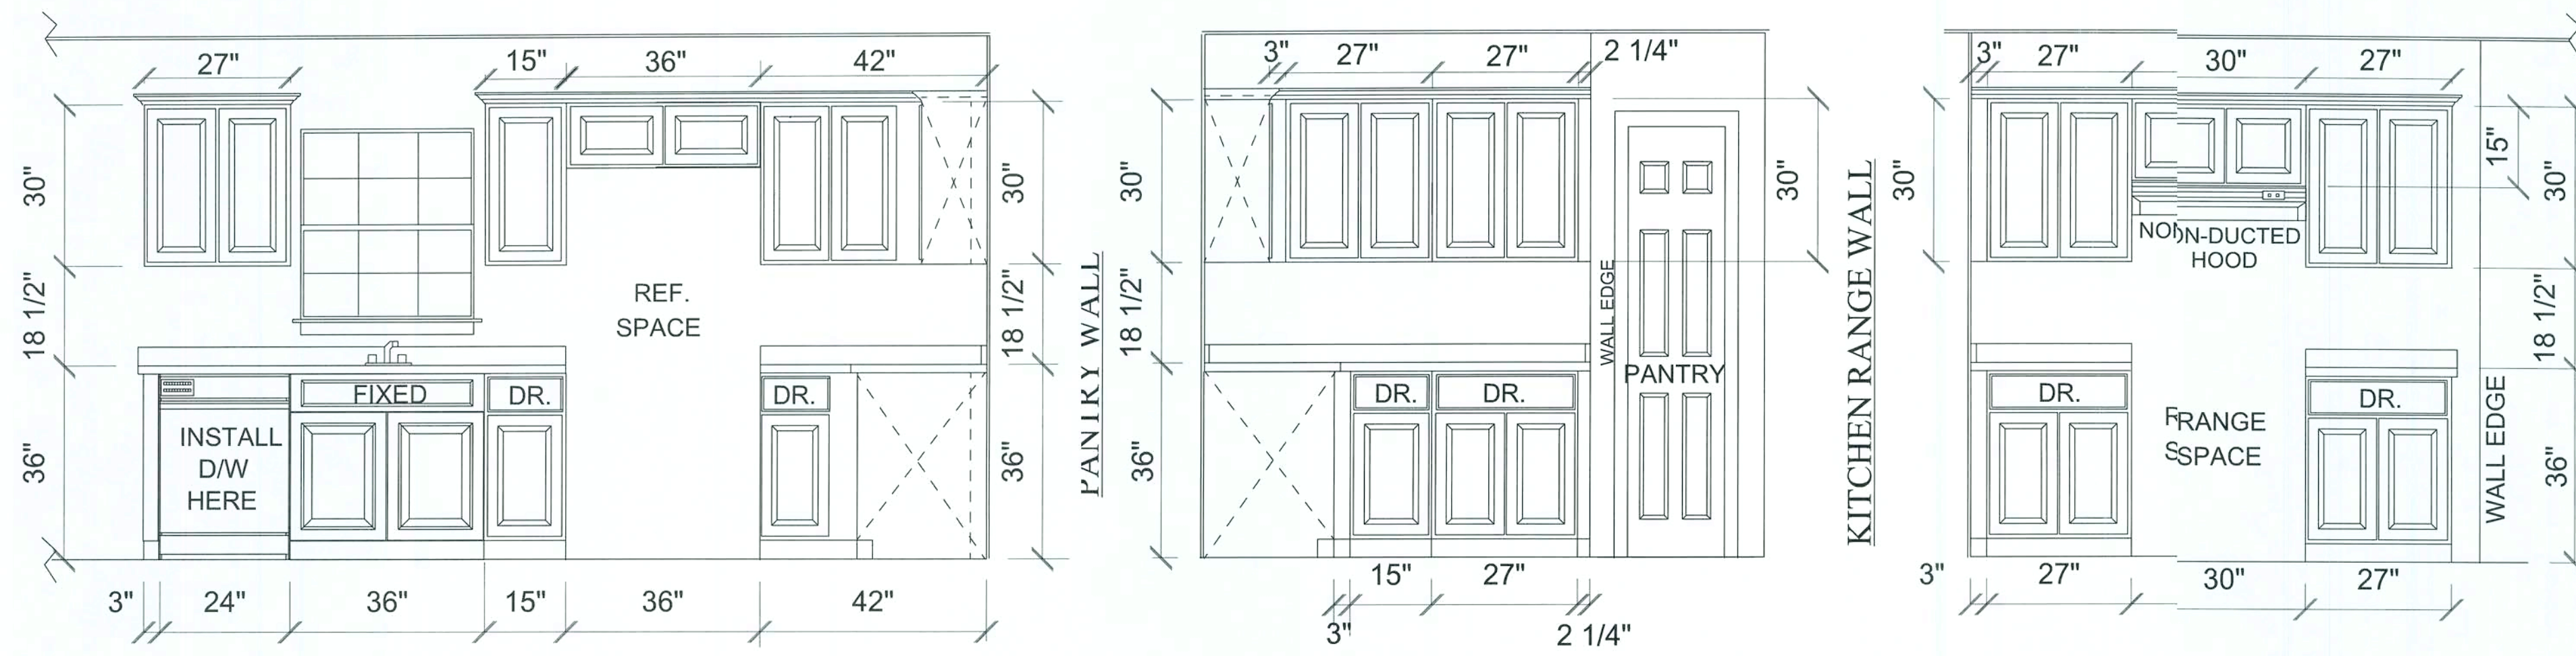 27"
15"
36"
42"
30"
18 1/2"
36"
30"
18 1/2"
36"
REF.
SPACE
FIXED
DR.
DR.
INSTALL
D/W
HERE
3"
24"
36"
15"
36"
42"
PANTRY WALL
3"
27"
27"
2 1/4"
30"
18 1/2"
36"
30"
WALL EDGE
PANTRY
DR.
DR.
15"
27"
3"
2 1/4"
KITCHEN RANGE WALL
3"
27"
30"
27"
30"
15"
30"
18 1/2"
36"
NON-DUCTED
HOOD
DR.
RANGE
SPACE
DR.
WALL EDGE
3"
27"
30"
27"